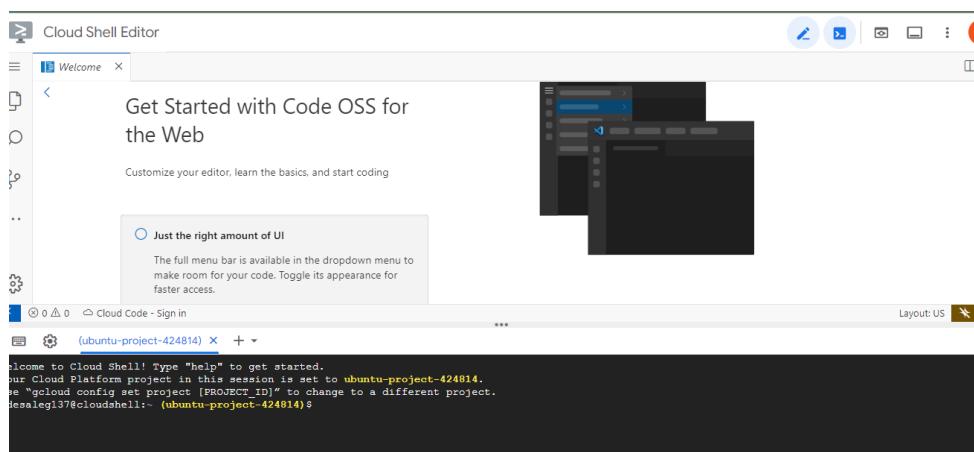 Cloud Shell Editor
Welcome
Get Started with Code OSS for
the Web
Customize your editor, learn the basics, and start coding
Just the right amount of UI
The full menu bar is available in the dropdown menu to
make room for your code. Toggle its appearance for
faster access.
0 0 Cloud Code - Sign in Layout: US
(ubuntu-project-424814)
elcome to Cloud Shell! Type "help" to get started.
our Cloud Platform project in this session is set to ubuntu-project-424814.
se "gcloud config set project [PROJECT_ID]" to change to a different project.
desaleg137@cloudshell:~ (ubuntu-project-424814)$